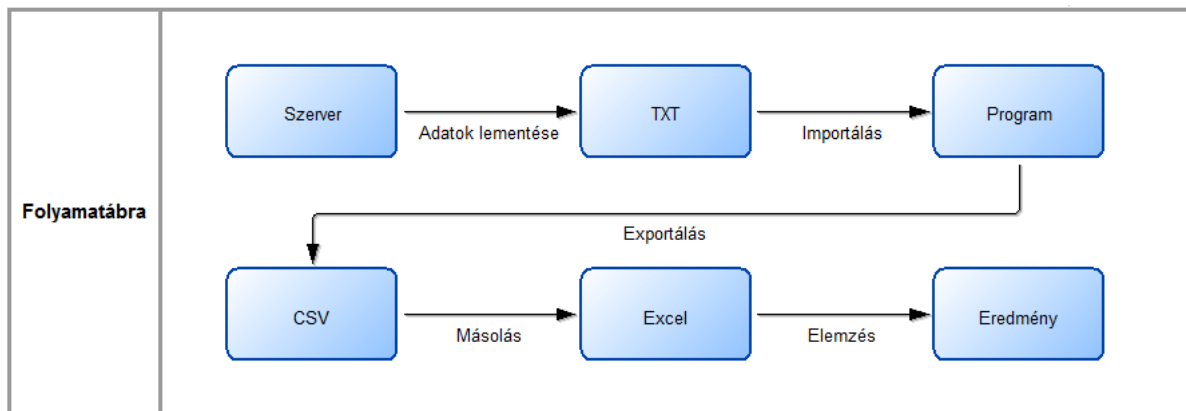 Folyamatábra
Szerver
Adatok lementése
TXT
Importálás
Program
Exportálás
CSV
Másolás
Excel
Elemzés
Eredmény